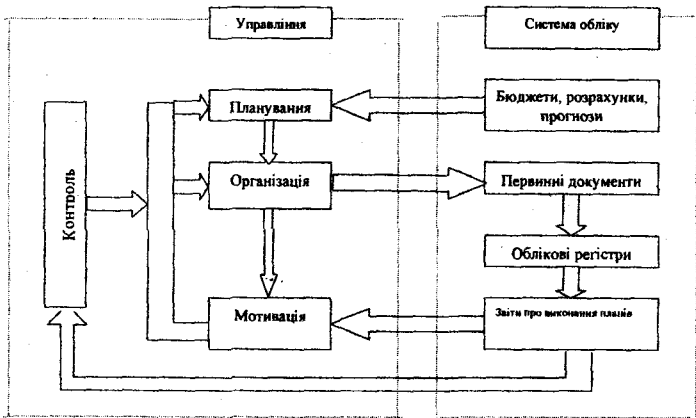 Управління
Система обліку
Планування
Бюджети, розрахунки,
прогнози
Контроль
Організація
Первинні документи
Облікові регістри
Мотивація
Звіти про виконання планів